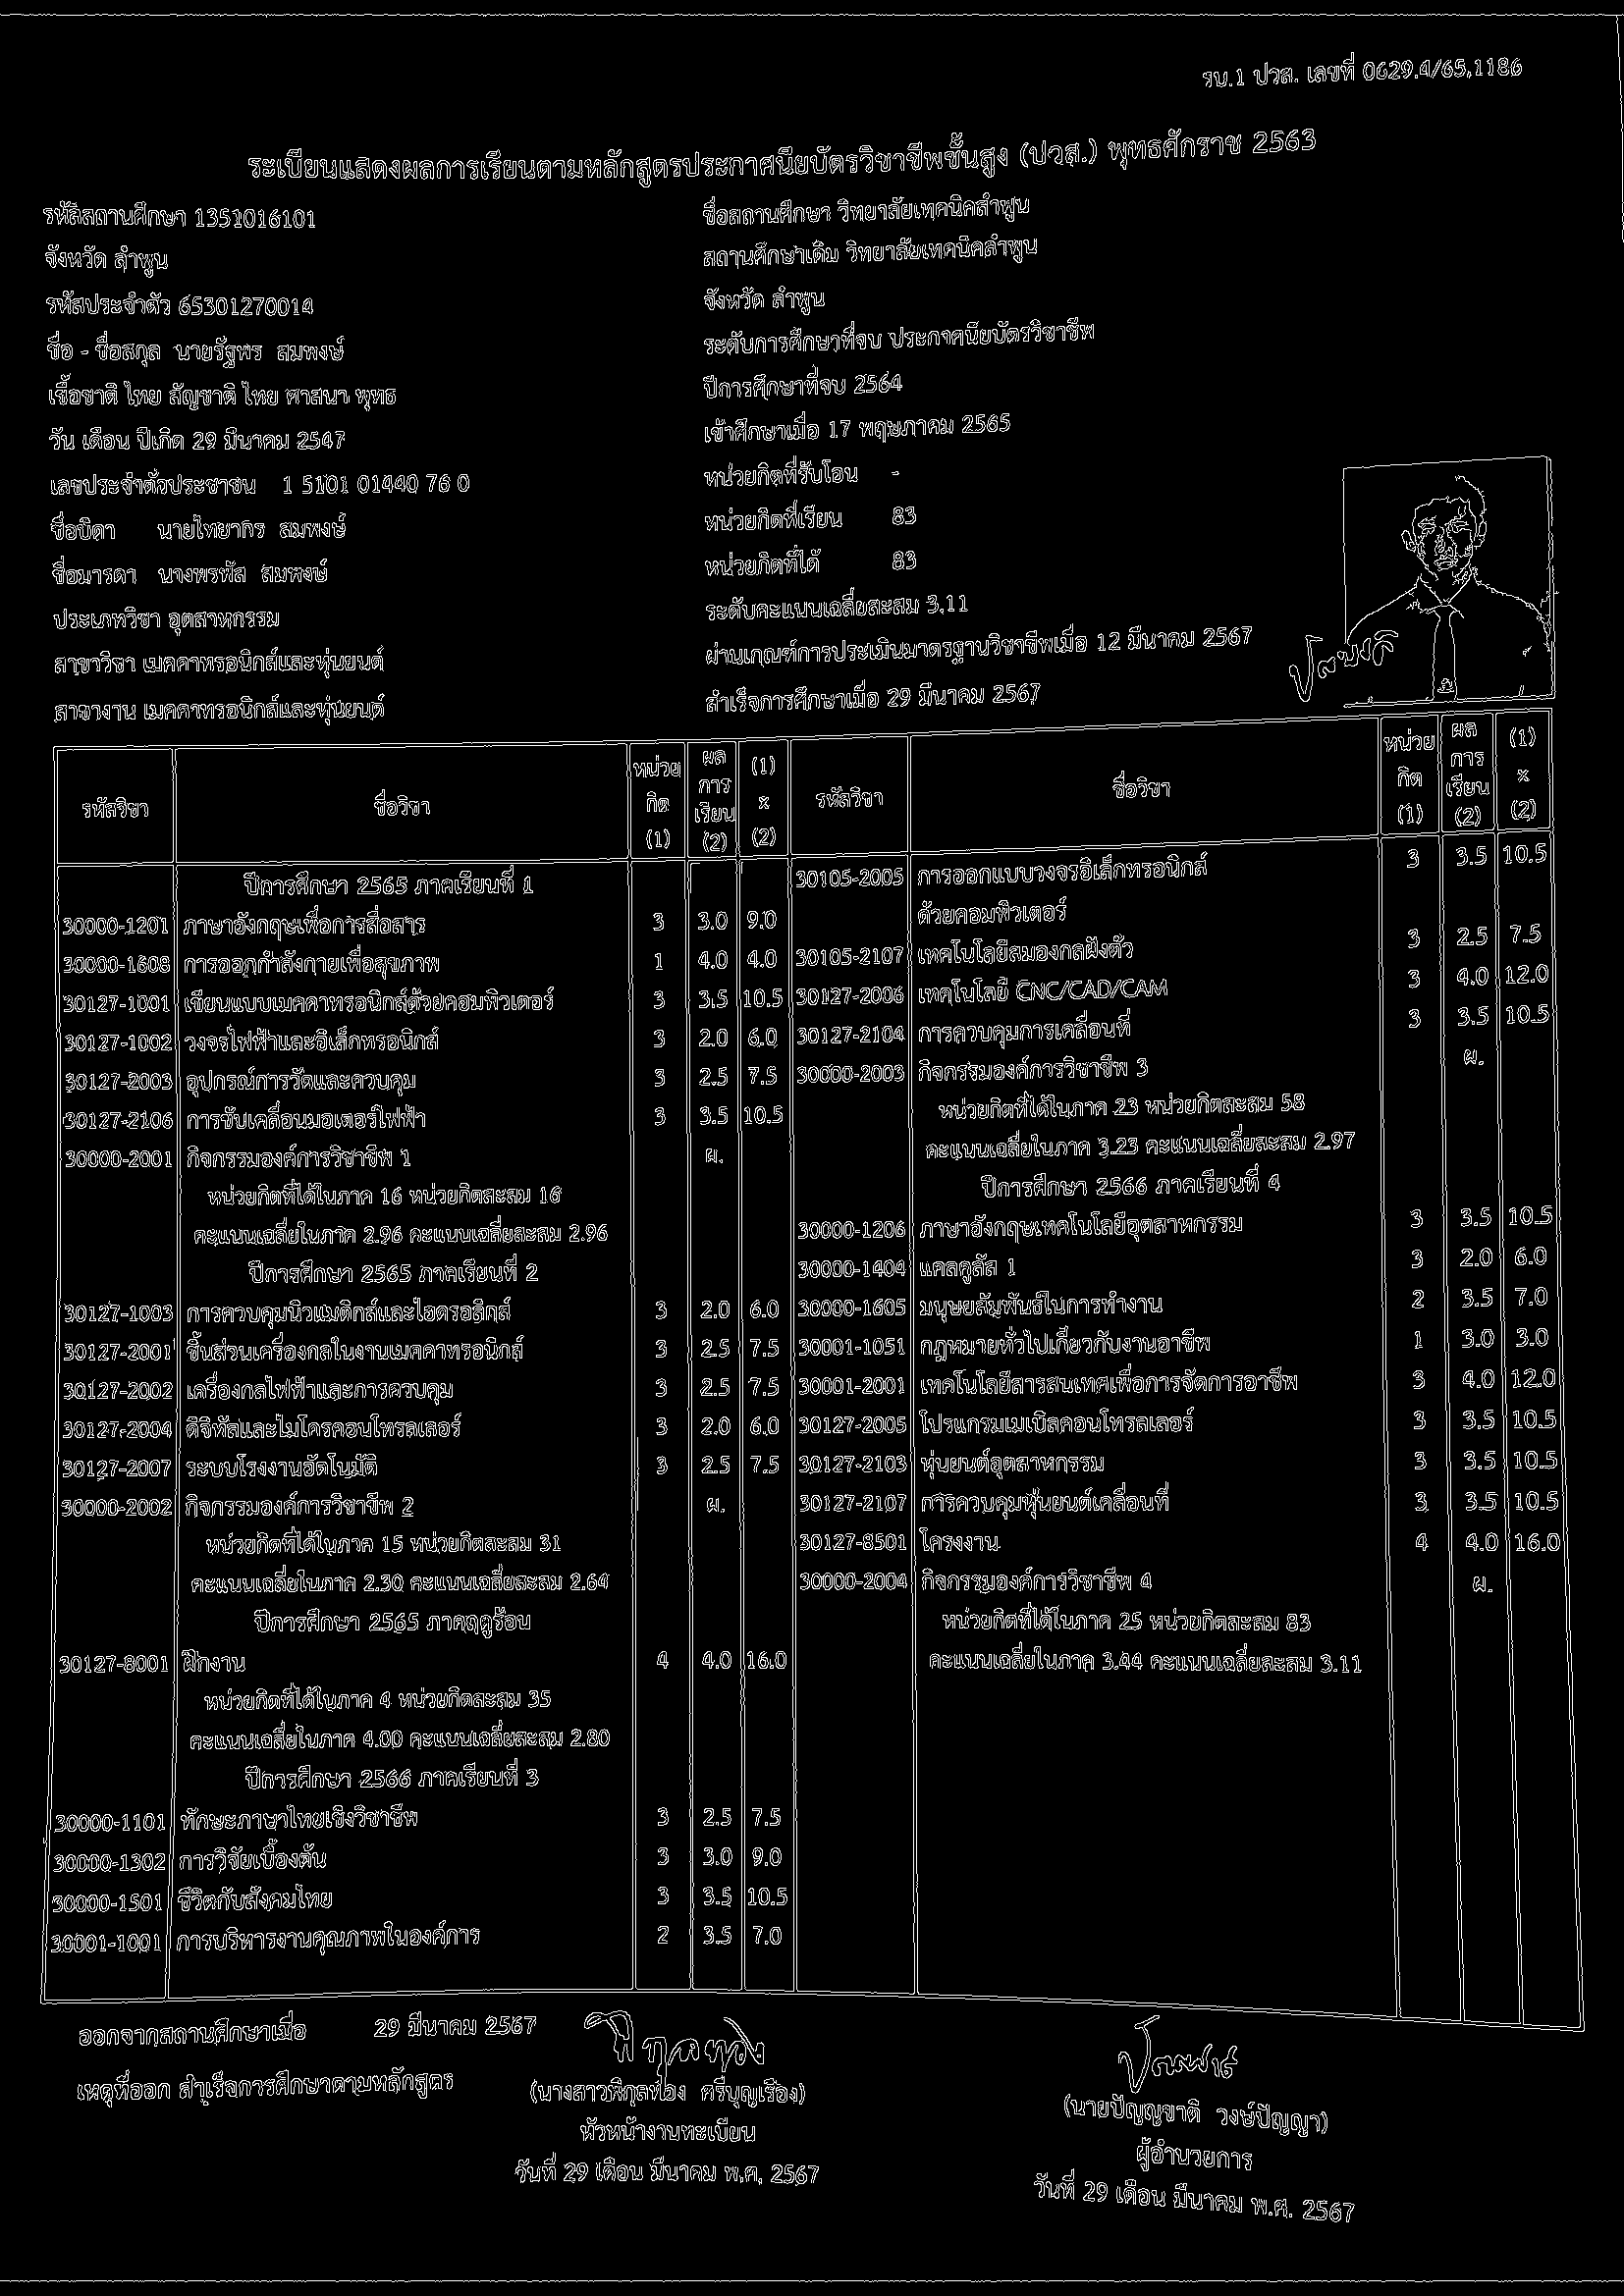 รบ.1 ปวส. เลขที่ 0629.4/65,1186
ระเบียนแสดงผลการเรียนตามหลักสูตรประกาศนียบัตรวิชาชีพชั้นสูง (ปวส.) พุทธศักราช 2563
รหัสสถานศึกษา 1351016101
จังหวัด ลำพูน
รหัสประจำตัว 65301270014
ชื่อ - ชื่อสกุล นายรัฐพร สมพงษ์
เชื้อชาติ ไทย สัญชาติ ไทย ศาสนา พุทธ
วัน เดือน ปีเกิด 29 มีนาคม 2547
เลขประจำตัวประชาชน 1 5101 01440 76 0
ชื่อบิดา นายไทยากร สมพงษ์
ชื่อมารดา นางพรพัส สมพงษ์
ประเภทวิชา อุตสาหกรรม
สาขาวิชา เมคคาทรอนิกส์และหุ่นยนต์
สาขางาน เมคคาทรอนิกส์และหุ่นยนต์
ชื่อสถานศึกษา วิทยาลัยเทคนิคลำพูน
สถานศึกษาเดิม วิทยาลัยเทคนิคลำพูน
จังหวัด ลำพูน
ระดับการศึกษาที่จบ ประกาศนียบัตรวิชาชีพ
ปีการศึกษาที่จบ 2564
เข้าศึกษาเมื่อ 17 พฤษภาคม 2565
หน่วยกิตที่รับโอน -
หน่วยกิตที่เรียน 83
หน่วยกิตที่ได้ 83
ระดับคะแนนเฉลี่ยสะสม 3.11
ผ่านเกณฑ์การประเมินมาตรฐานวิชาชีพเมื่อ 12 มีนาคม 2567
สำเร็จการศึกษาเมื่อ 29 มีนาคม 2567
รหัสวิชา ชื่อวิชา หน่วยกิต (1) ผลการเรียน (2) (1) x (2)
ปีการศึกษา 2565 ภาคเรียนที่ 1
30000-1201 ภาษาอังกฤษเพื่อการสื่อสาร 3 3.0 9.0
30000-1608 การออกกำลังกายเพื่อสุขภาพ 1 4.0 4.0
30127-1001 เขียนแบบเมคคาทรอนิกส์ด้วยคอมพิวเตอร์ 3 3.5 10.5
30127-1002 วงจรไฟฟ้าและอิเล็กทรอนิกส์ 3 2.0 6.0
30127-2003 อุปกรณ์การวัดและควบคุม 3 2.5 7.5
30127-2106 การขับเคลื่อนมอเตอร์ไฟฟ้า 3 3.5 10.5
30000-2001 กิจกรรมองค์การวิชาชีพ 1 ผ.
หน่วยกิตที่ได้ในภาค 16 หน่วยกิตสะสม 16
คะแนนเฉลี่ยในภาค 2.96 คะแนนเฉลี่ยสะสม 2.96
ปีการศึกษา 2565 ภาคเรียนที่ 2
30127-1003 การควบคุมนิวเมติกส์และไฮดรอลิกส์ 3 2.0 6.0
30127-2001 ชิ้นส่วนเครื่องกลในงานเมคคาทรอนิกส์ 3 2.5 7.5
30127-2002 เครื่องกลไฟฟ้าและการควบคุม 3 2.5 7.5
30127-2004 ดิจิทัลและไมโครคอนโทรลเลอร์ 3 2.0 6.0
30127-2007 ระบบโรงงานอัตโนมัติ 3 2.5 7.5
30000-2002 กิจกรรมองค์การวิชาชีพ 2 ผ.
หน่วยกิตที่ได้ในภาค 15 หน่วยกิตสะสม 31
คะแนนเฉลี่ยในภาค 2.30 คะแนนเฉลี่ยสะสม 2.64
ปีการศึกษา 2565 ภาคฤดูร้อน
30127-8001 ฝึกงาน 4 4.0 16.0
หน่วยกิตที่ได้ในภาค 4 หน่วยกิตสะสม 35
คะแนนเฉลี่ยในภาค 4.00 คะแนนเฉลี่ยสะสม 2.80
ปีการศึกษา 2566 ภาคเรียนที่ 3
30000-1101 ทักษะภาษาไทยเชิงวิชาชีพ 3 2.5 7.5
30000-1302 การวิจัยเบื้องต้น 3 3.0 9.0
30000-1501 ชีวิตกับสังคมไทย 3 3.5 10.5
30001-1001 การบริหารงานคุณภาพในองค์การ 2 3.5 7.0
รหัสวิชา ชื่อวิชา หน่วยกิต (1) ผลการเรียน (2) (1) x (2)
30105-2005 การออกแบบวงจรอิเล็กทรอนิกส์ 3 3.5 10.5
ด้วยคอมพิวเตอร์
30105-2107 เทคโนโลยีสมองกลฝังตัว 3 2.5 7.5
30127-2006 เทคโนโลยี CNC/CAD/CAM 3 4.0 12.0
30127-2104 การควบคุมการเคลื่อนที่ 3 3.5 10.5
30000-2003 กิจกรรมองค์การวิชาชีพ 3 ผ.
หน่วยกิตที่ได้ในภาค 23 หน่วยกิตสะสม 58
คะแนนเฉลี่ยในภาค 3.23 คะแนนเฉลี่ยสะสม 2.97
ปีการศึกษา 2566 ภาคเรียนที่ 4
30000-1206 ภาษาอังกฤษเทคโนโลยีอุตสาหกรรม 3 3.5 10.5
30000-1404 แคลคูลัส 1 3 2.0 6.0
30000-1605 มนุษยสัมพันธ์ในการทำงาน 2 3.5 7.0
30001-1051 กฎหมายทั่วไปเกี่ยวกับงานอาชีพ 1 3.0 3.0
30001-2001 เทคโนโลยีสารสนเทศเพื่อการจัดการอาชีพ 3 4.0 12.0
30127-2005 โปรแกรมเมเบิลคอนโทรลเลอร์ 3 3.5 10.5
30127-2103 หุ่นยนต์อุตสาหกรรม 3 3.5 10.5
30127-2107 การควบคุมหุ่นยนต์เคลื่อนที่ 3 3.5 10.5
30127-8501 โครงงาน 4 4.0 16.0
30000-2004 กิจกรรมองค์การวิชาชีพ 4 ผ.
หน่วยกิตที่ได้ในภาค 25 หน่วยกิตสะสม 83
คะแนนเฉลี่ยในภาค 3.44 คะแนนเฉลี่ยสะสม 3.11
ออกจากสถานศึกษาเมื่อ 29 มีนาคม 2567
เหตุที่ออก สำเร็จการศึกษาตามหลักสูตร
(นางสาวพิกุลทอง ศรีบุญเรือง)
หัวหน้างานทะเบียน
วันที่ 29 เดือน มีนาคม พ.ศ. 2567
(นายปัญญชาติ วงษ์ปัญญา)
ผู้อำนวยการ
วันที่ 29 เดือน มีนาคม พ.ศ. 2567